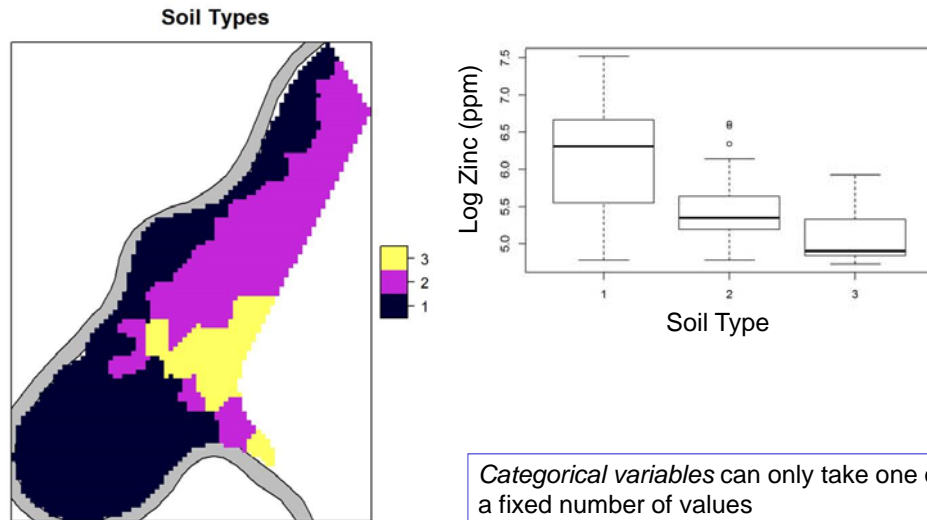 Soil Types
3
2
1
Log Zinc (ppm)
7.5
7.0
6.5
6.0
5.5
5.0
1 2 3
Soil Type
Categorical variables can only take one
a fixed number of values